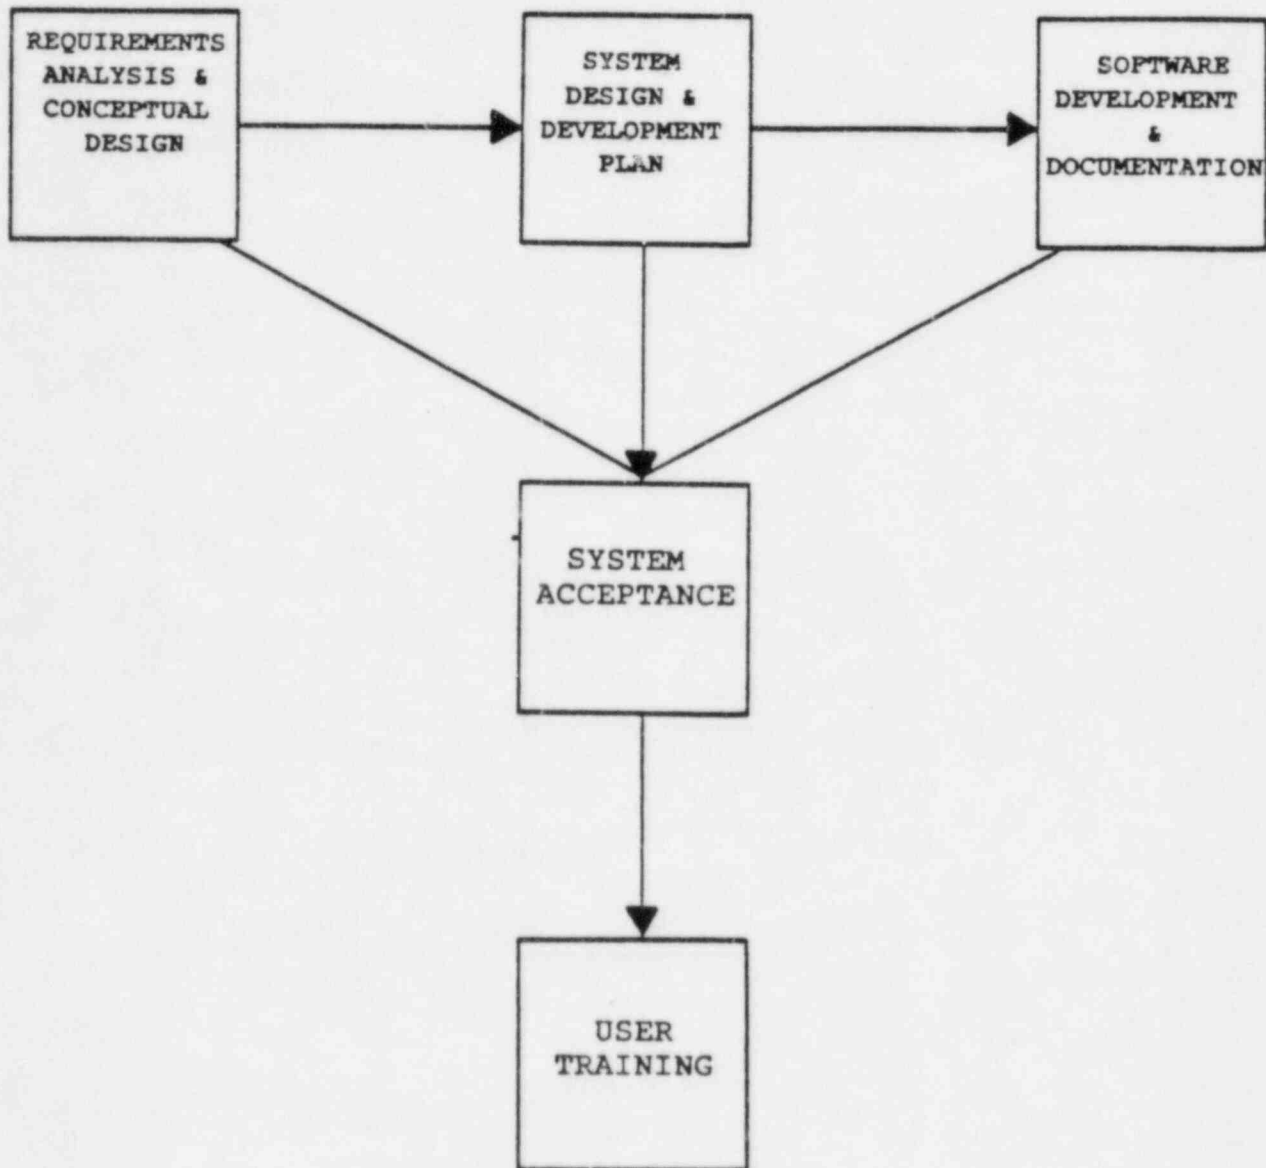 REQUIREMENTS
ANALYSIS &
CONCEPTUAL
DESIGN
SYSTEM
DESIGN &
DEVELOPMENT
PLAN
SOFTWARE
DEVELOPMENT
&
DOCUMENTATION
SYSTEM
ACCEPTANCE
USER
TRAINING